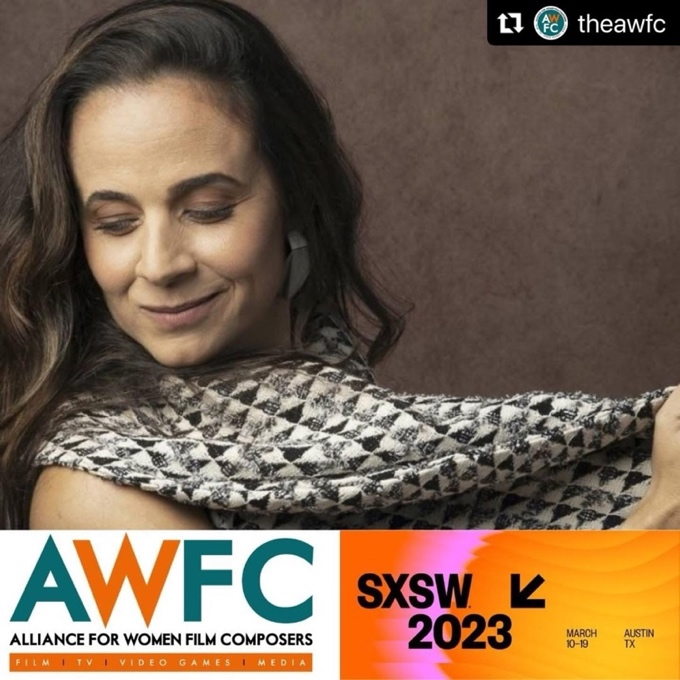 theawfc
AWFC
AWFC
ALLIANCE FOR WOMEN FILM COMPOSERS
FILM | TV | VIDEO GAMES | MEDIA
SXSW.
2023
MARCH
10-19
AUSTIN
TX